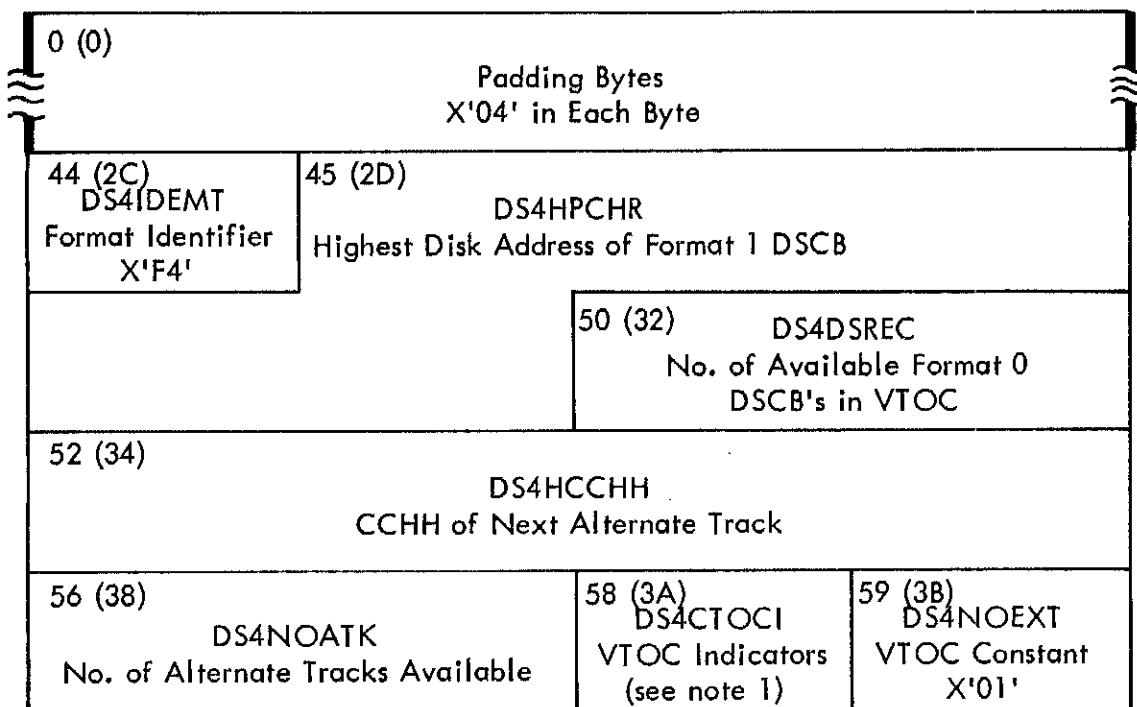 0 (0)
Padding Bytes
X'04' in Each Byte
44 (2C)
DS4IDEMT
Format Identifier
X'F4'
45 (2D)
DS4HPCHR
Highest Disk Address of Format 1 DSCB
50 (32)
DS4DSREC
No. of Available Format 0
DSCB's in VTOC
52 (34)
DS4HCCHH
CCHH of Next Alternate Track
56 (38)
DS4NOATK
No. of Alternate Tracks Available
58 (3A)
DS4CTOCI
VTOC Indicators
(see note 1)
59 (3B)
DS4NOEXT
VTOC Constant
X'01'